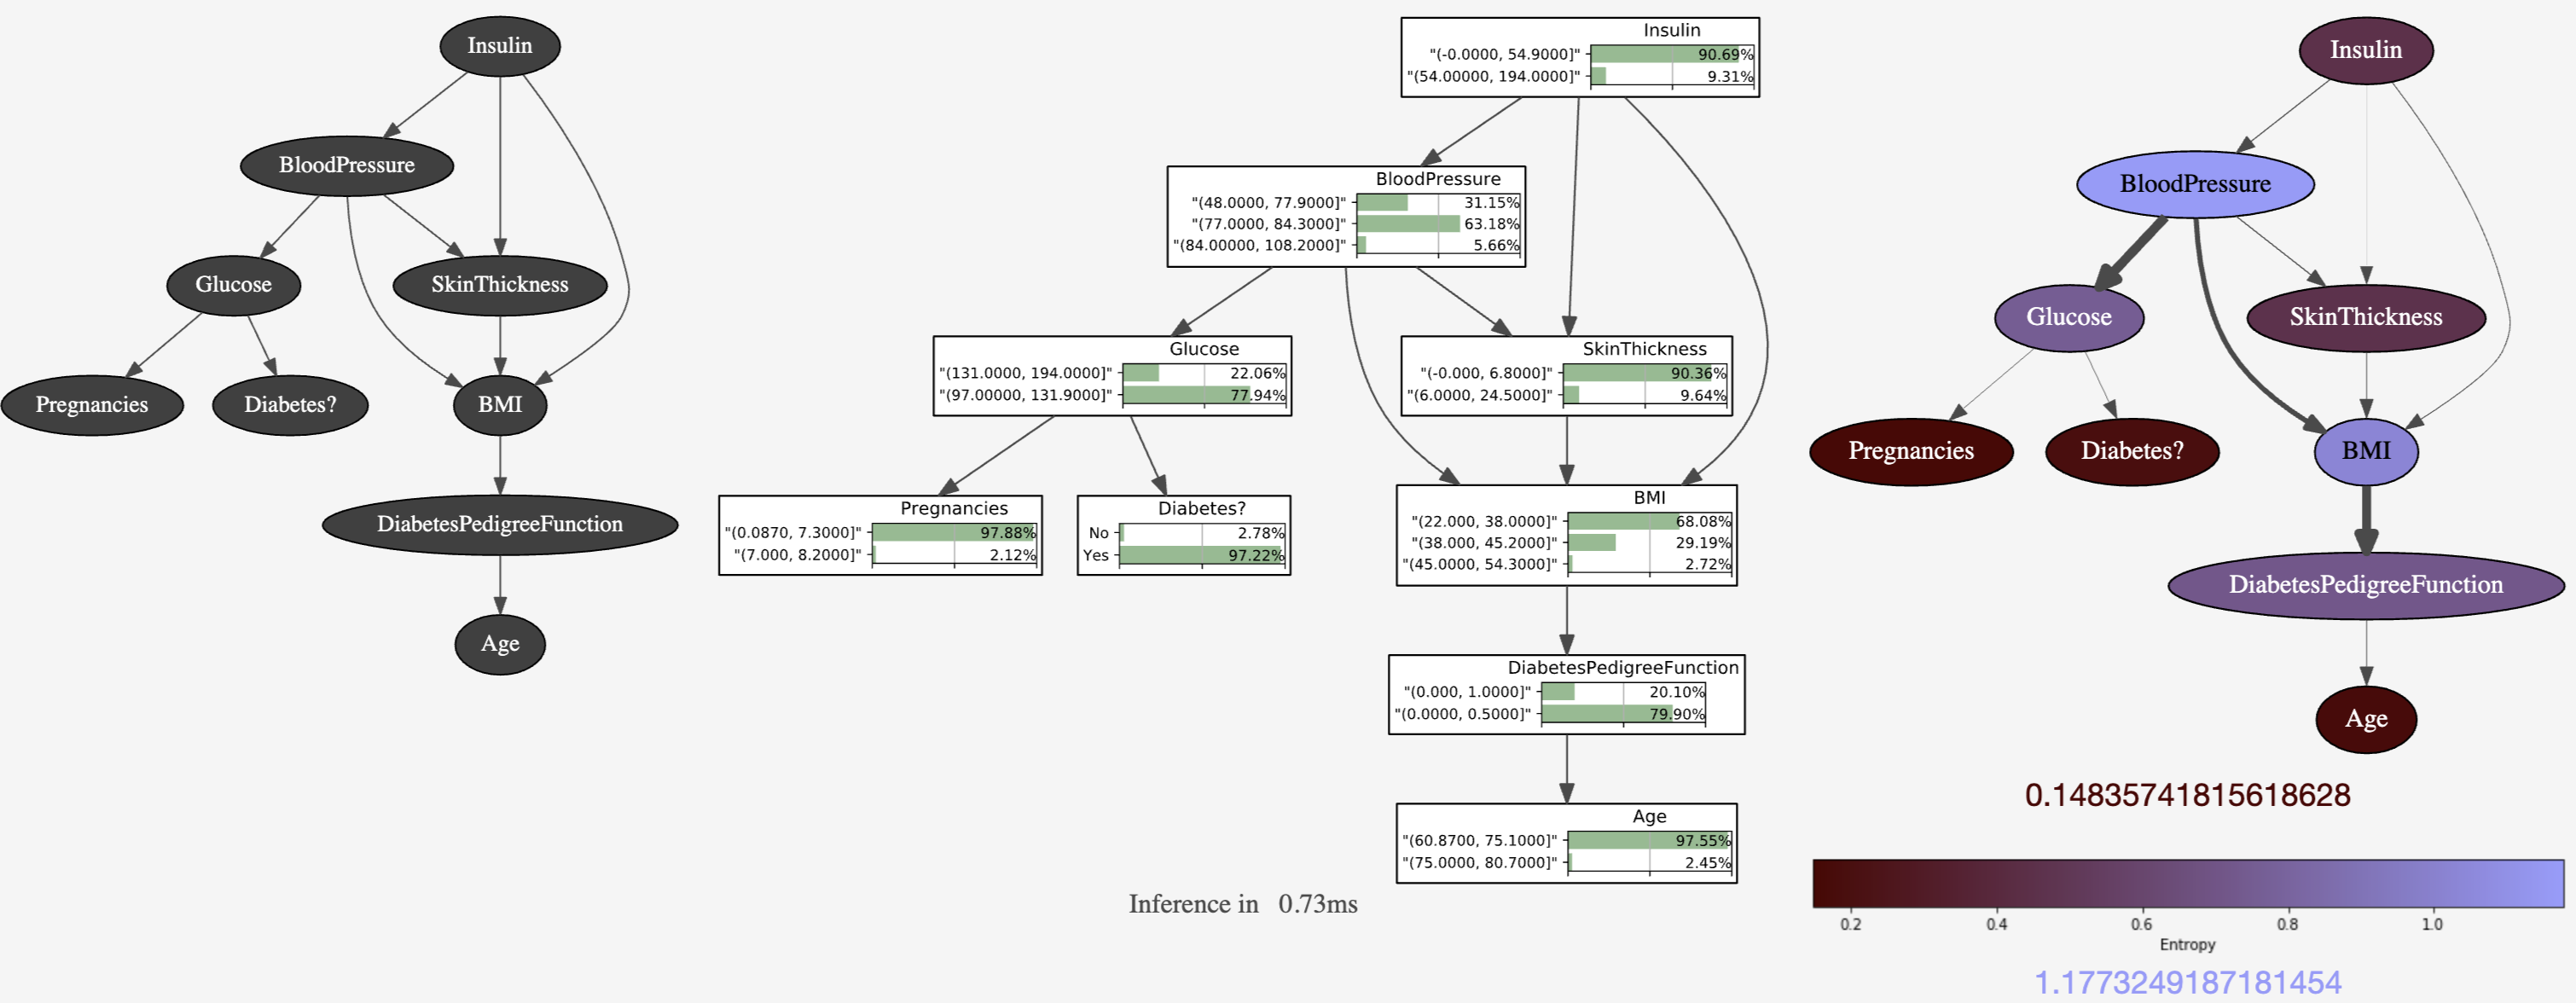 Insulin
BloodPressure
Glucose
SkinThickness
Pregnancies
Diabetes?
BMI
DiabetesPedigreeFunction
Age
Insulin
"(-0.0000, 54.9000]" 90.69%
"(54.00000, 194.0000]" 9.31%
BloodPressure
"(48.0000, 77.9000]" 31.15%
"(77.0000, 84.3000]" 63.18%
"(84.00000, 108.2000]" 5.66%
Glucose
"(131.0000, 194.0000]" 22.06%
"(97.00000, 131.9000]" 77.94%
SkinThickness
"(-0.000, 6.8000]" 90.36%
"(6.0000, 24.5000]" 9.64%
Pregnancies
"(0.0870, 7.3000]" 97.88%
"(7.000, 8.2000]" 2.12%
Diabetes?
No 2.78%
Yes 97.22%
BMI
"(22.000, 38.0000]" 68.08%
"(38.000, 45.2000]" 29.19%
"(45.0000, 54.3000]" 2.72%
DiabetesPedigreeFunction
"(0.000, 1.0000]" 20.10%
"(0.0000, 0.5000]" 79.90%
Age
"(60.8700, 75.1000]" 97.55%
"(75.0000, 80.7000]" 2.45%
Inference in 0.73ms
Insulin
BloodPressure
Glucose
SkinThickness
Pregnancies
Diabetes?
BMI
DiabetesPedigreeFunction
Age
0.14835741815618628
0.2 0.4 0.6 0.8 1.0
Entropy
1.1773249187181454